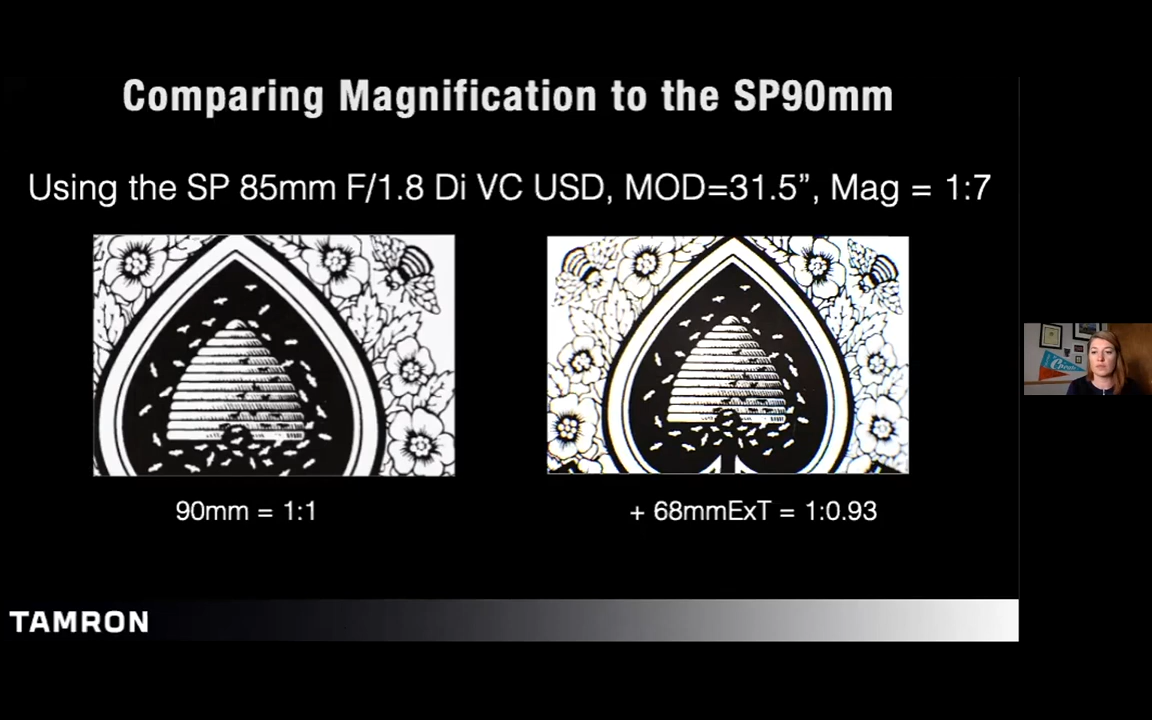 Comparing Magnification to the SP90mm
Using the SP 85mm F/1.8 Di VC USD, MOD=31.5”, Mag = 1:7
90mm = 1:1
+ 68mmExT = 1:0.93
TAMRON